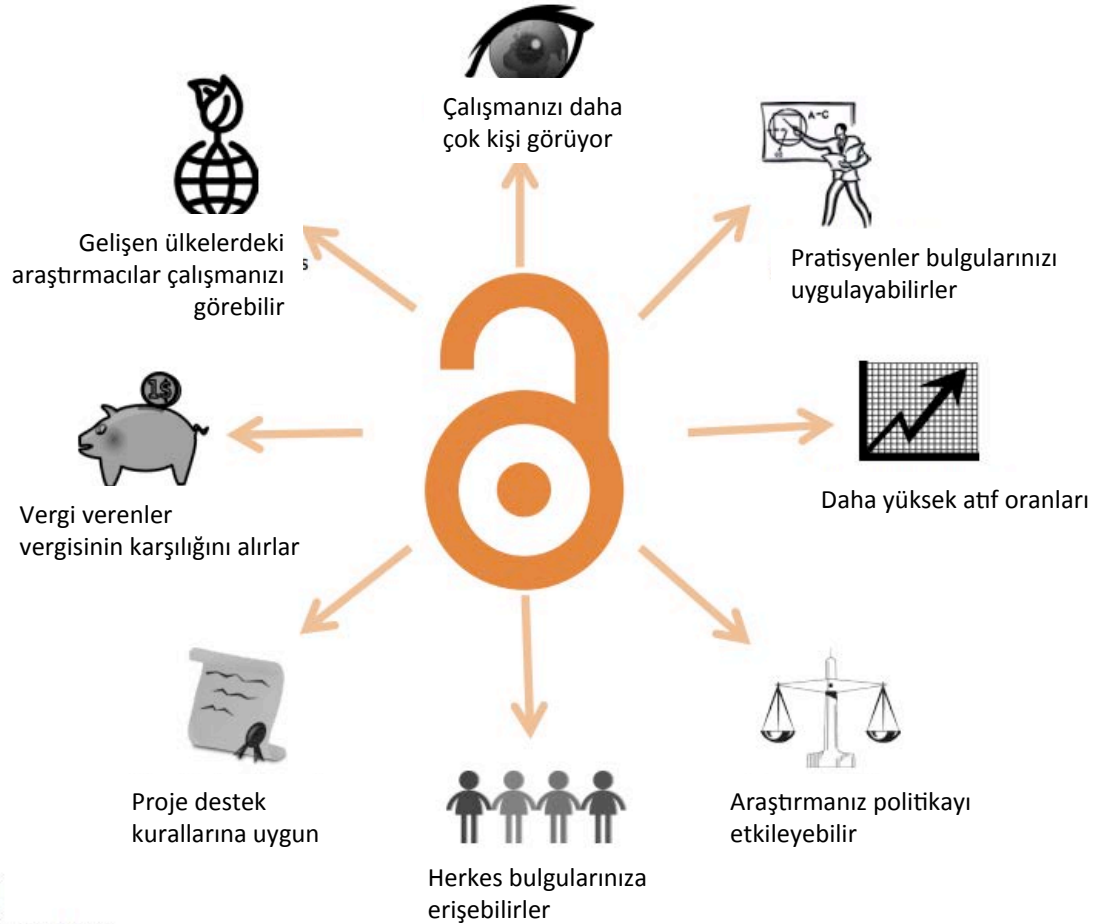 Çalışmanızı daha
çok kişi görüyor
A-C
Pratisyenler bulgularınızı
uygulayabilirler
Gelişen ülkelerdeki
araştırmacılar çalışmanızı
görebilir
s
1$
Daha yüksek atıf oranları
Vergi verenler
vergisinin karşılığını alırlar
Proje destek
kurallarına uygun
Araştırmanız politikayı
etkileyebilir
Herkes bulgularınıza
erişebilirler